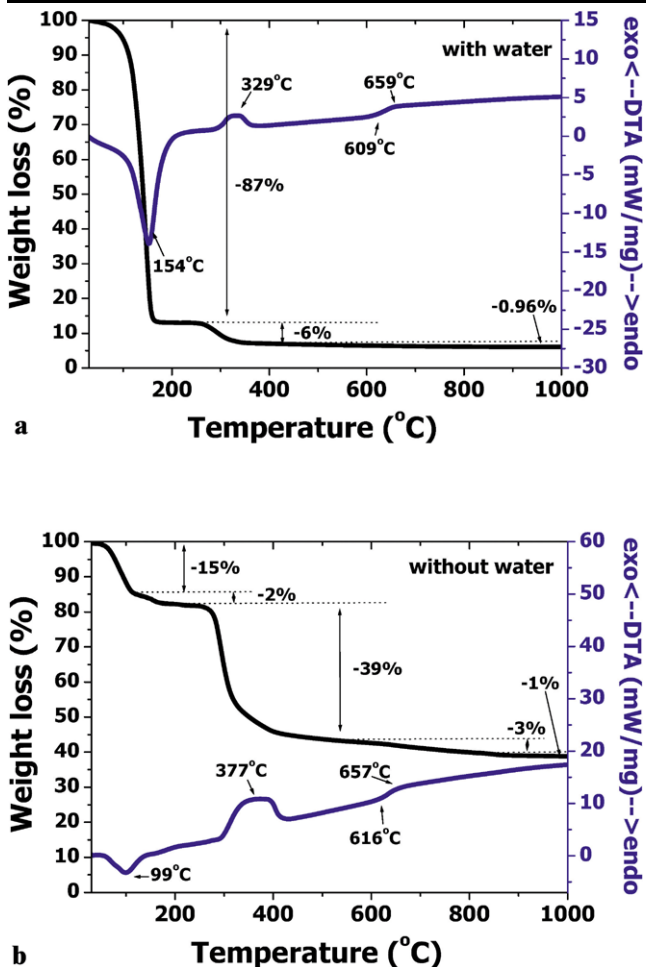 with water
329°C
659°C
609°C
-87%
154°C
-6%
-0.96%
100
90
80
70
60
50
40
30
20
10
0
15
10
5
0
-5
-10
-15
-20
-25
-30
Weight loss (%)
exo<--DTA (mW/mg)-->endo
200 400 600 800 1000
Temperature (°C)
a
without water
-15%
-2%
-39%
-1%
-3%
377°C
657°C
616°C
99°C
100
90
80
70
60
50
40
30
20
10
0
60
50
40
30
20
10
0
Weight loss (%)
exo<--DTA (mW/mg)-->endo
200 400 600 800 1000
Temperature (°C)
b